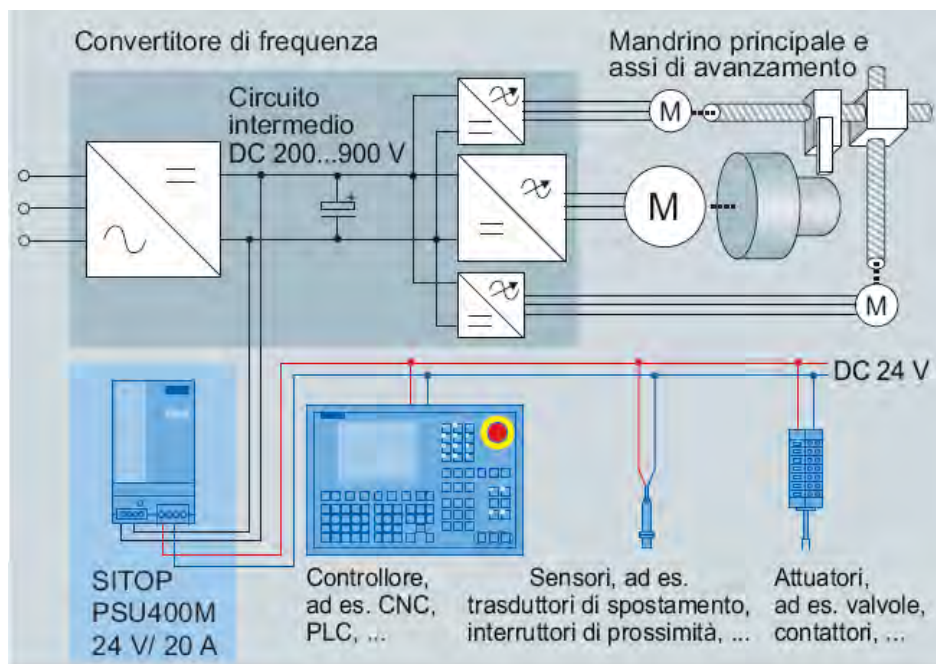 Convertitore di frequenza
Mandrino principale e
assi di avanzamento
Circuito
intermedio
DC 200...900 V
+
M
M
M
DC 24 V
SITOP
PSU400M
24 V/ 20 A
Controllore,
ad es. CNC,
PLC, ...
Sensori, ad es.
trasduttori di spostamento,
interruttori di prossimità, ...
Attuatori,
ad es. valvole,
contattori, ...